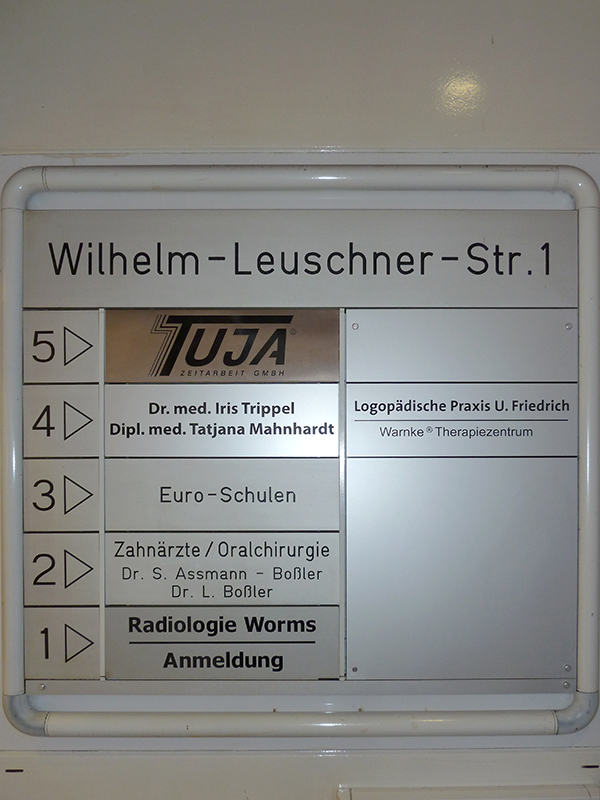 Wilhelm-Leuschner-Str.1
5
TUJA®
ZEITARBEIT GMBH
4
Dr. med. Iris Trippel
Dipl. med. Tatjana Mahnhardt
Logopädische Praxis U. Friedrich
Warnke® Therapiezentrum
3
Euro-Schulen
2
Zahnärzte / Oralchirurgie
Dr. S. Assmann - Boßler
Dr. L. Boßler
1
Radiologie Worms
Anmeldung